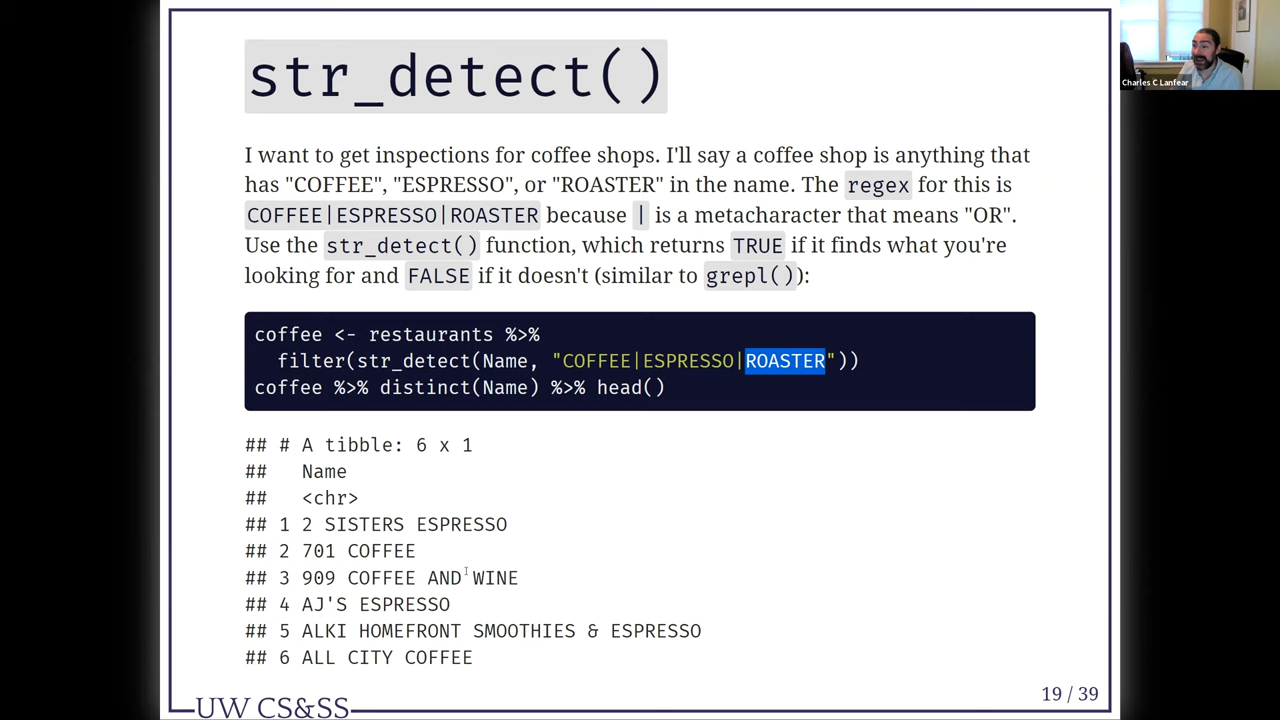 str_detect()
Charles C Lanfear
I want to get inspections for coffee shops. I'll say a coffee shop is anything that
has "COFFEE", "ESPRESSO", or "ROASTER" in the name. The regex for this is
COFFEE|ESPRESSO|ROASTER because | is a metacharacter that means "OR".
Use the str_detect() function, which returns TRUE if it finds what you're
looking for and FALSE if it doesn't (similar to grepl()):
coffee <- restaurants %>%
filter(str_detect(Name, "COFFEE|ESPRESSO|ROASTER"))
coffee %>% distinct(Name) %>% head()
## # A tibble: 6 x 1
## Name
## <chr>
## 1 2 SISTERS ESPRESSO
## 2 701 COFFEE
## 3 909 COFFEE AND WINE
## 4 AJ'S ESPRESSO
## 5 ALKI HOMEFRONT SMOOTHIES & ESPRESSO
## 6 ALL CITY COFFEE
UW CS&SS
19 / 39